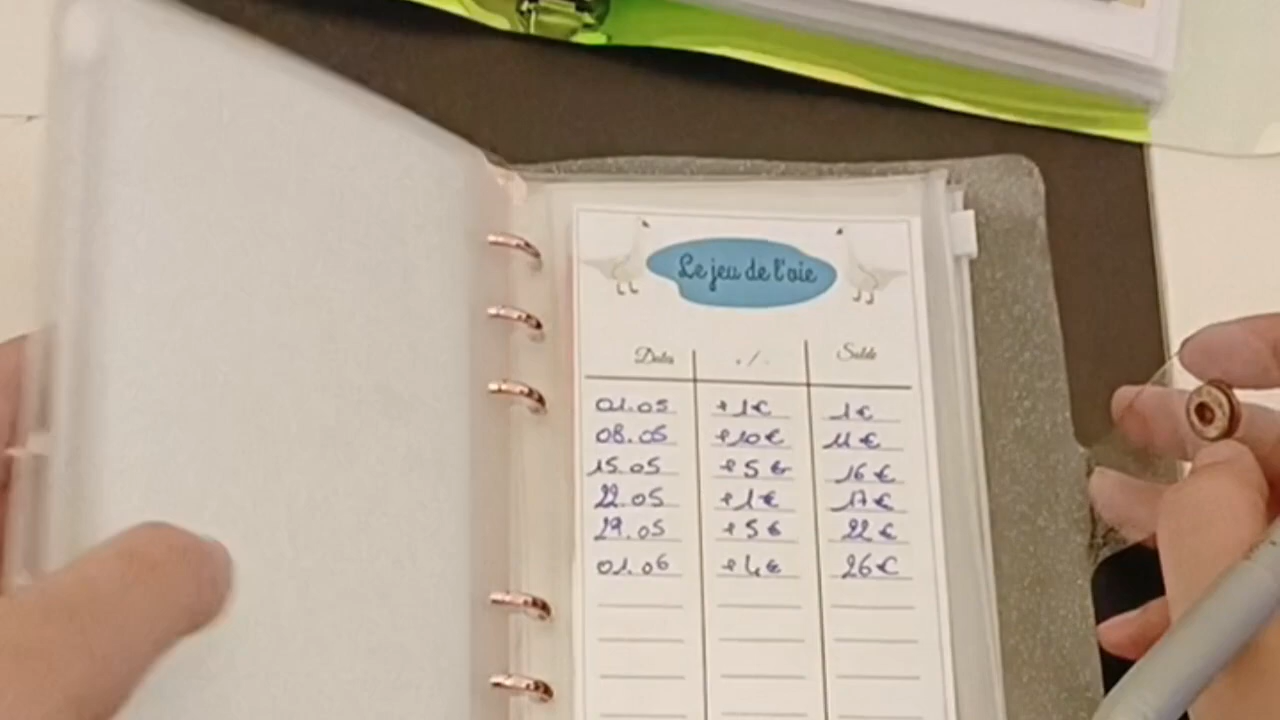 Le jeu de l'oie
Date + / - Solde
01.05 +1€ 1€
08.05 +10€ 11€
15.05 +5€ 16€
22.05 +1€ 17€
29.05 +5€ 22€
01.06 +4€ 26€